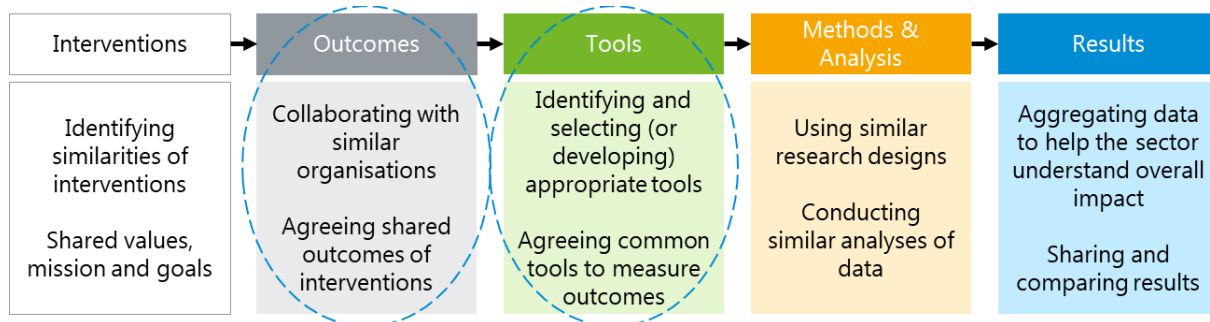 Interventions
Outcomes
Tools
Methods &
Analysis
Results
Identifying
similarities of
interventions
Shared values,
mission and goals
Collaborating with
similar
organisations
Agreeing shared
outcomes of
interventions
Identifying and
selecting (or
developing)
appropriate tools
Agreeing common
tools to measure
outcomes
Using similar
research designs
Conducting
similar analyses of
data
Aggregating data
to help the sector
understand overall
impact
Sharing and
comparing results